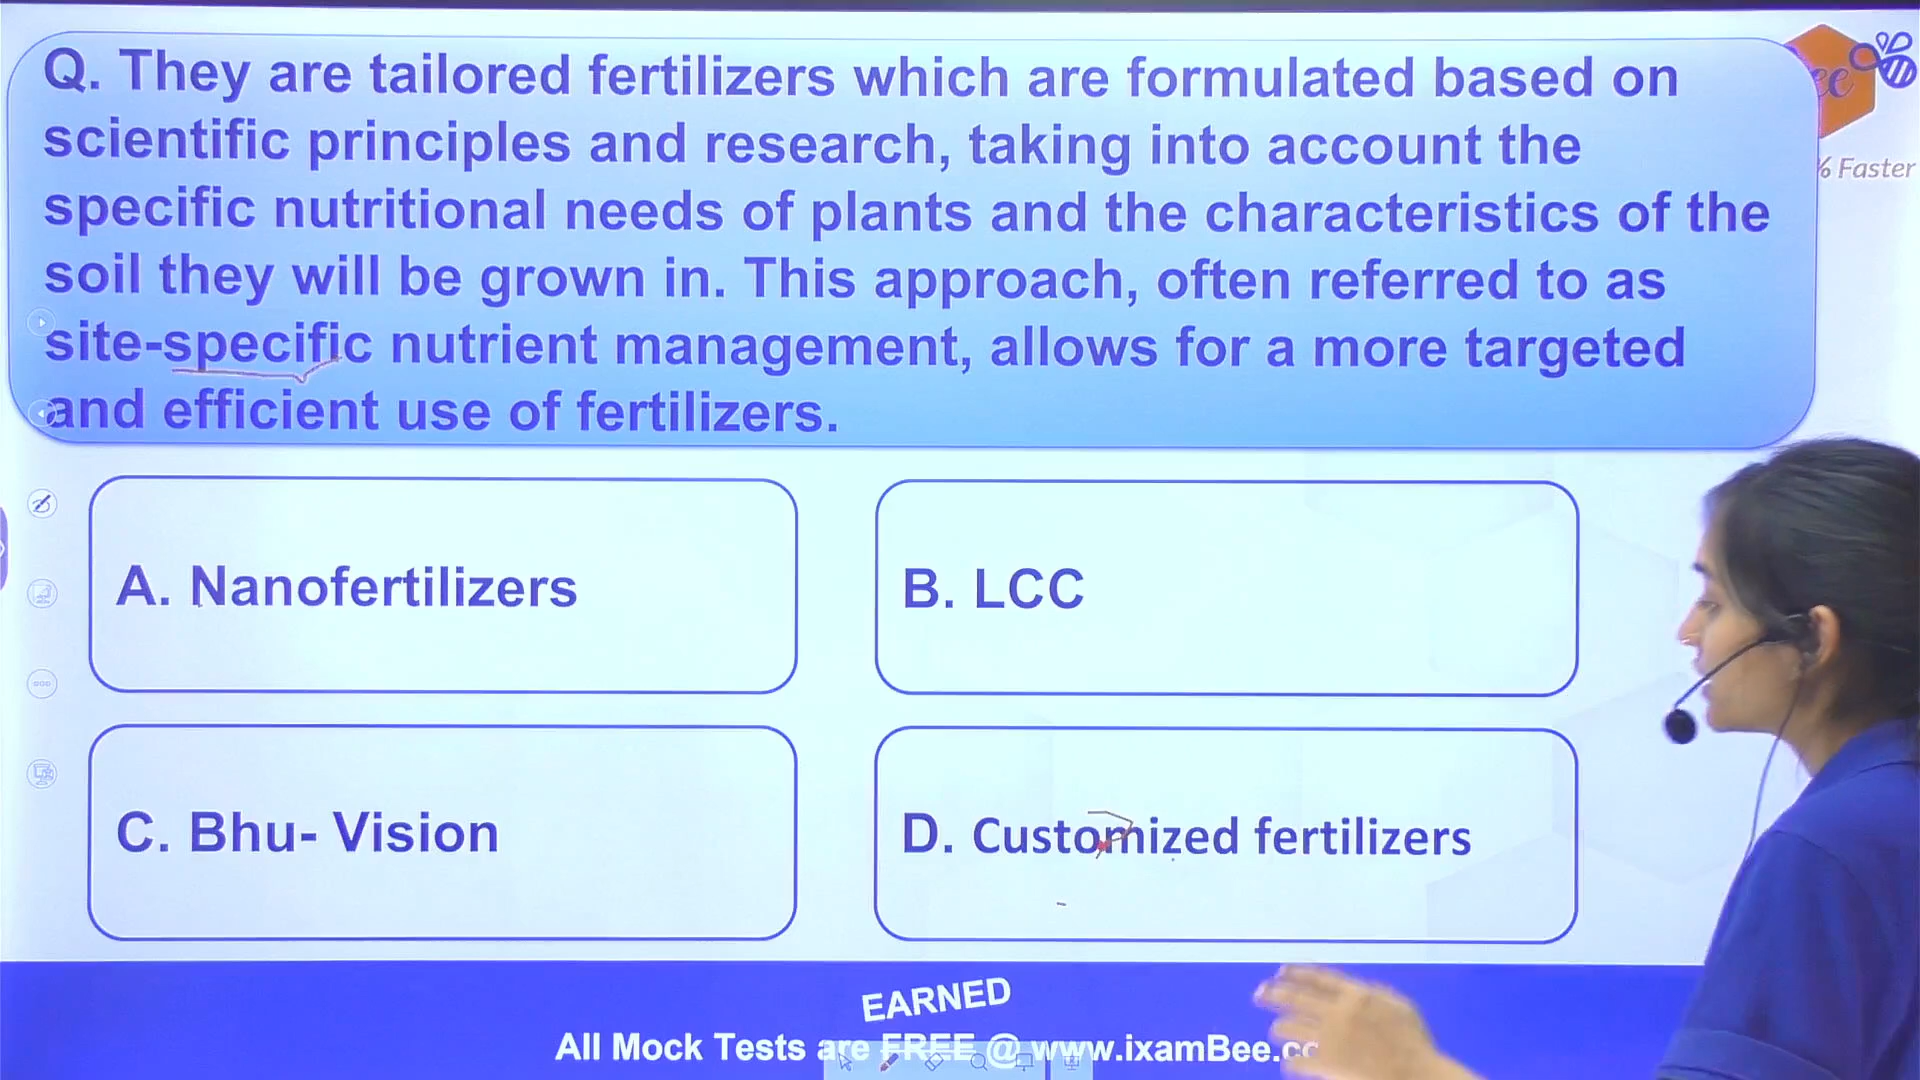 Q. They are tailored fertilizers which are formulated based on
scientific principles and research, taking into account the
specific nutritional needs of plants and the characteristics of the
soil they will be grown in. This approach, often referred to as
site-specific nutrient management, allows for a more targeted
and efficient use of fertilizers.
ee
% Faster
A. Nanofertilizers
B. LCC
C. Bhu- Vision
D. Customized fertilizers
EARNED
All Mock Tests are FREE @ www.ixamBee.co